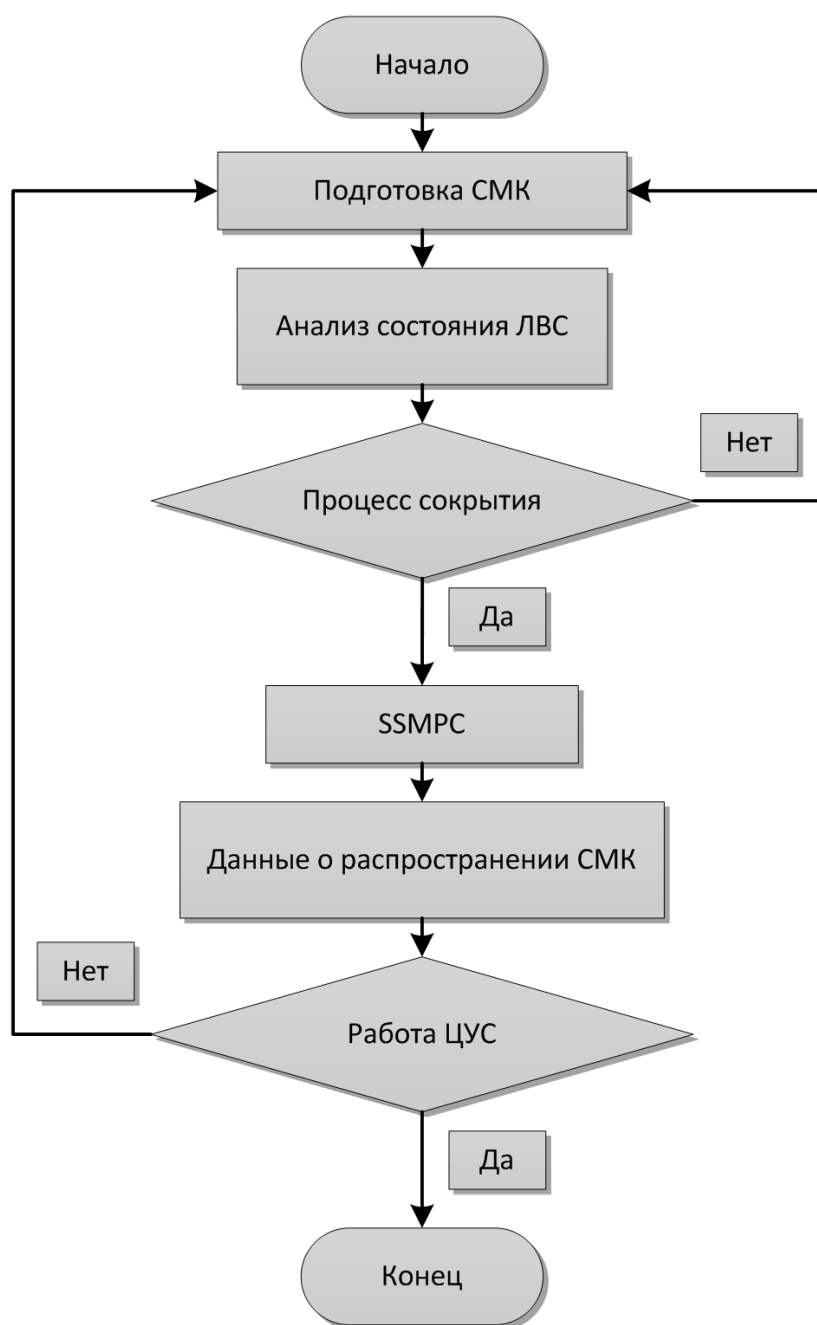 Начало
Подготовка СМК
Анализ состояния ЛВС
Нет
Процесс сокрытия
Да
SSMPC
Данные о распространении СМК
Нет
Работа ЦУС
Да
Конец